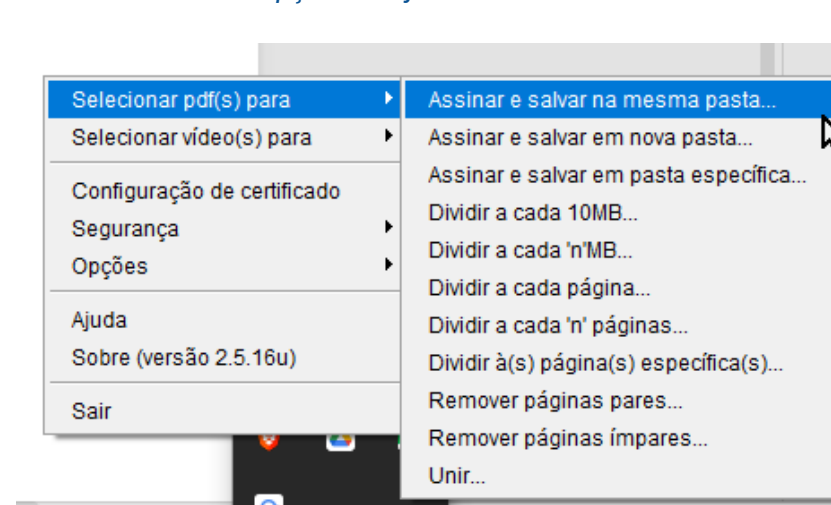 Selecionar pdf(s) para
Selecionar vídeo(s) para
Configuração de certificado
Segurança
Opções
Ajuda
Sobre (versão 2.5.16u)
Sair
Assinar e salvar na mesma pasta...
Assinar e salvar em nova pasta...
Assinar e salvar em pasta específica...
Dividir a cada 10MB...
Dividir a cada 'n'MB...
Dividir a cada página...
Dividir a cada 'n' páginas...
Dividir à(s) página(s) específica(s)...
Remover páginas pares...
Remover páginas ímpares...
Unir...